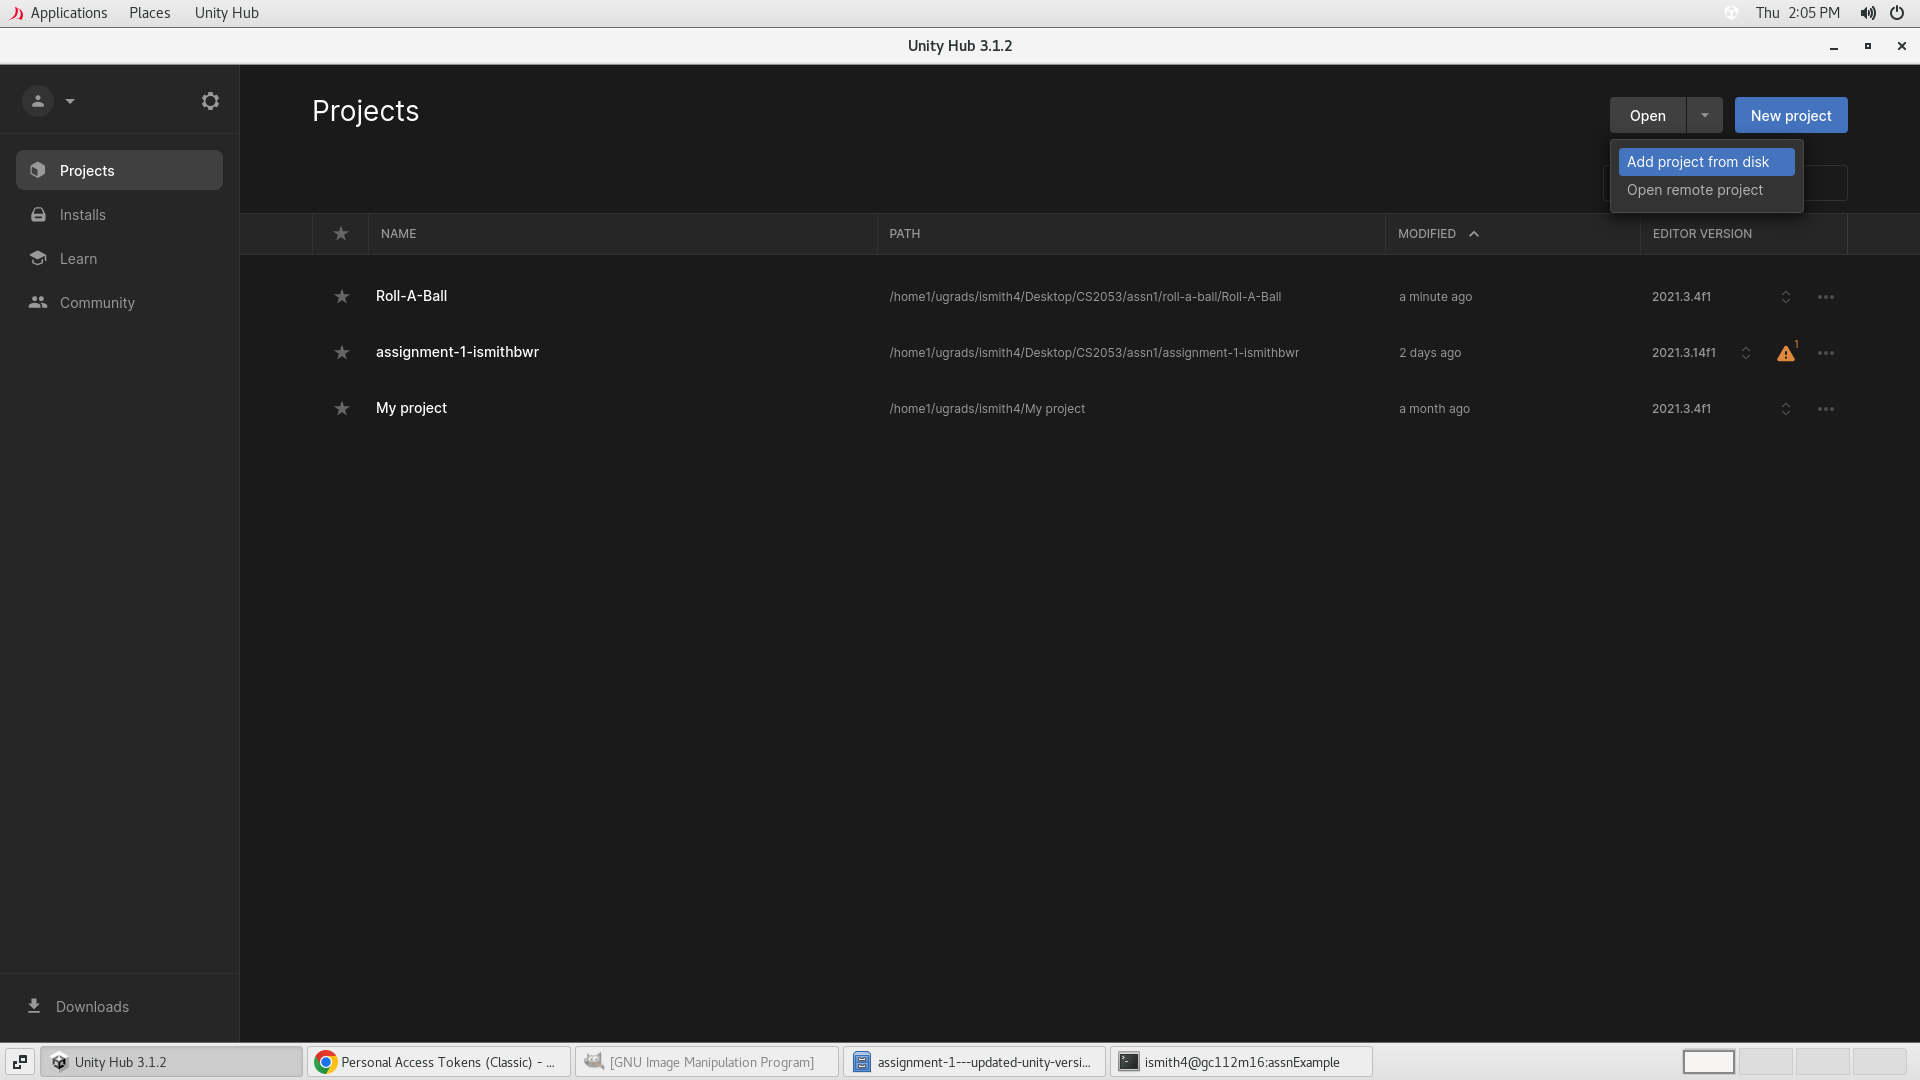 Applications Places Unity Hub Thu 2:05 PM
Unity Hub 3.1.2
Projects
Open New project
Add project from disk
Open remote project
Projects
Installs
Learn
Community
NAME PATH MODIFIED EDITOR VERSION
Roll-A-Ball /home1/ugrads/ismith4/Desktop/CS2053/assn1/roll-a-ball/Roll-A-Ball a minute ago 2021.3.4f1
assignment-1-ismithbwr /home1/ugrads/ismith4/Desktop/CS2053/assn1/assignment-1-ismithbwr 2 days ago 2021.3.14f1 1
My project /home1/ugrads/ismith4/My project a month ago 2021.3.4f1
Downloads
Unity Hub 3.1.2 Personal Access Tokens (Classic) - ... [GNU Image Manipulation Program] assignment-1---updated-unity-versi... ismith4@gc112m16:assnExample